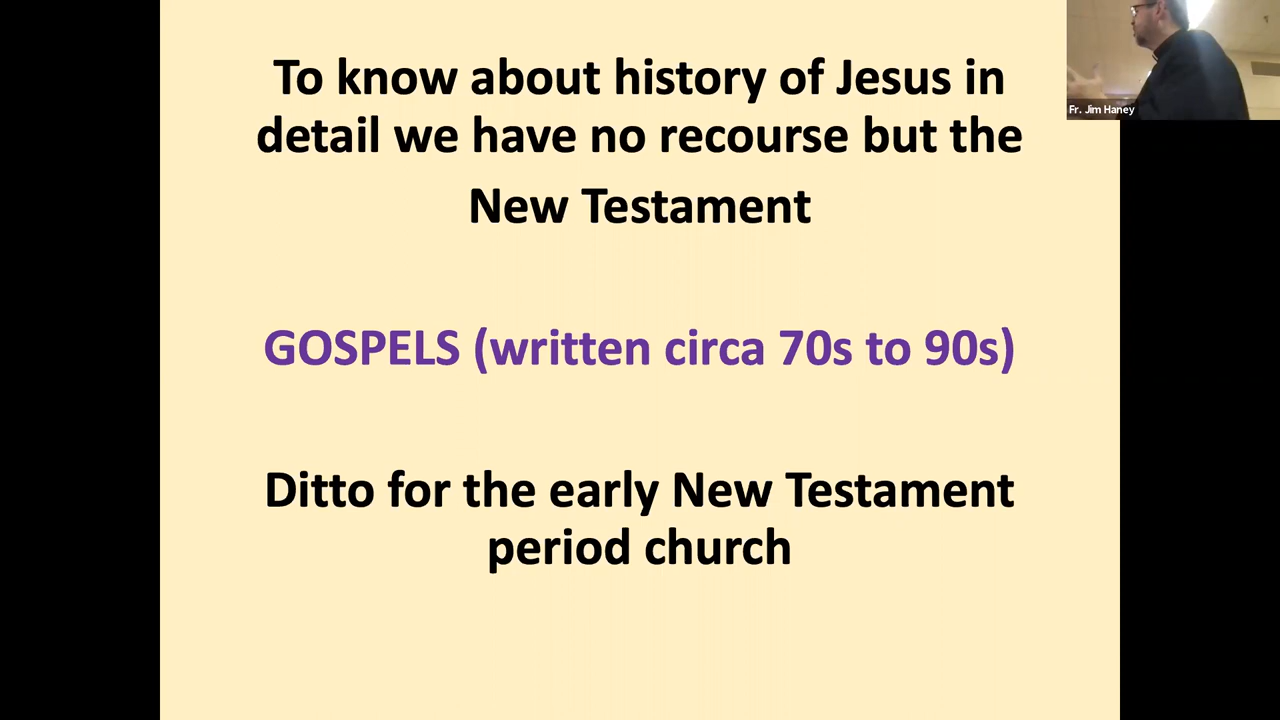 To know about history of Jesus in
detail we have no recourse but the
New Testament
GOSPELS (written circa 70s to 90s)
Ditto for the early New Testament
period church
Fr. Jim Haney